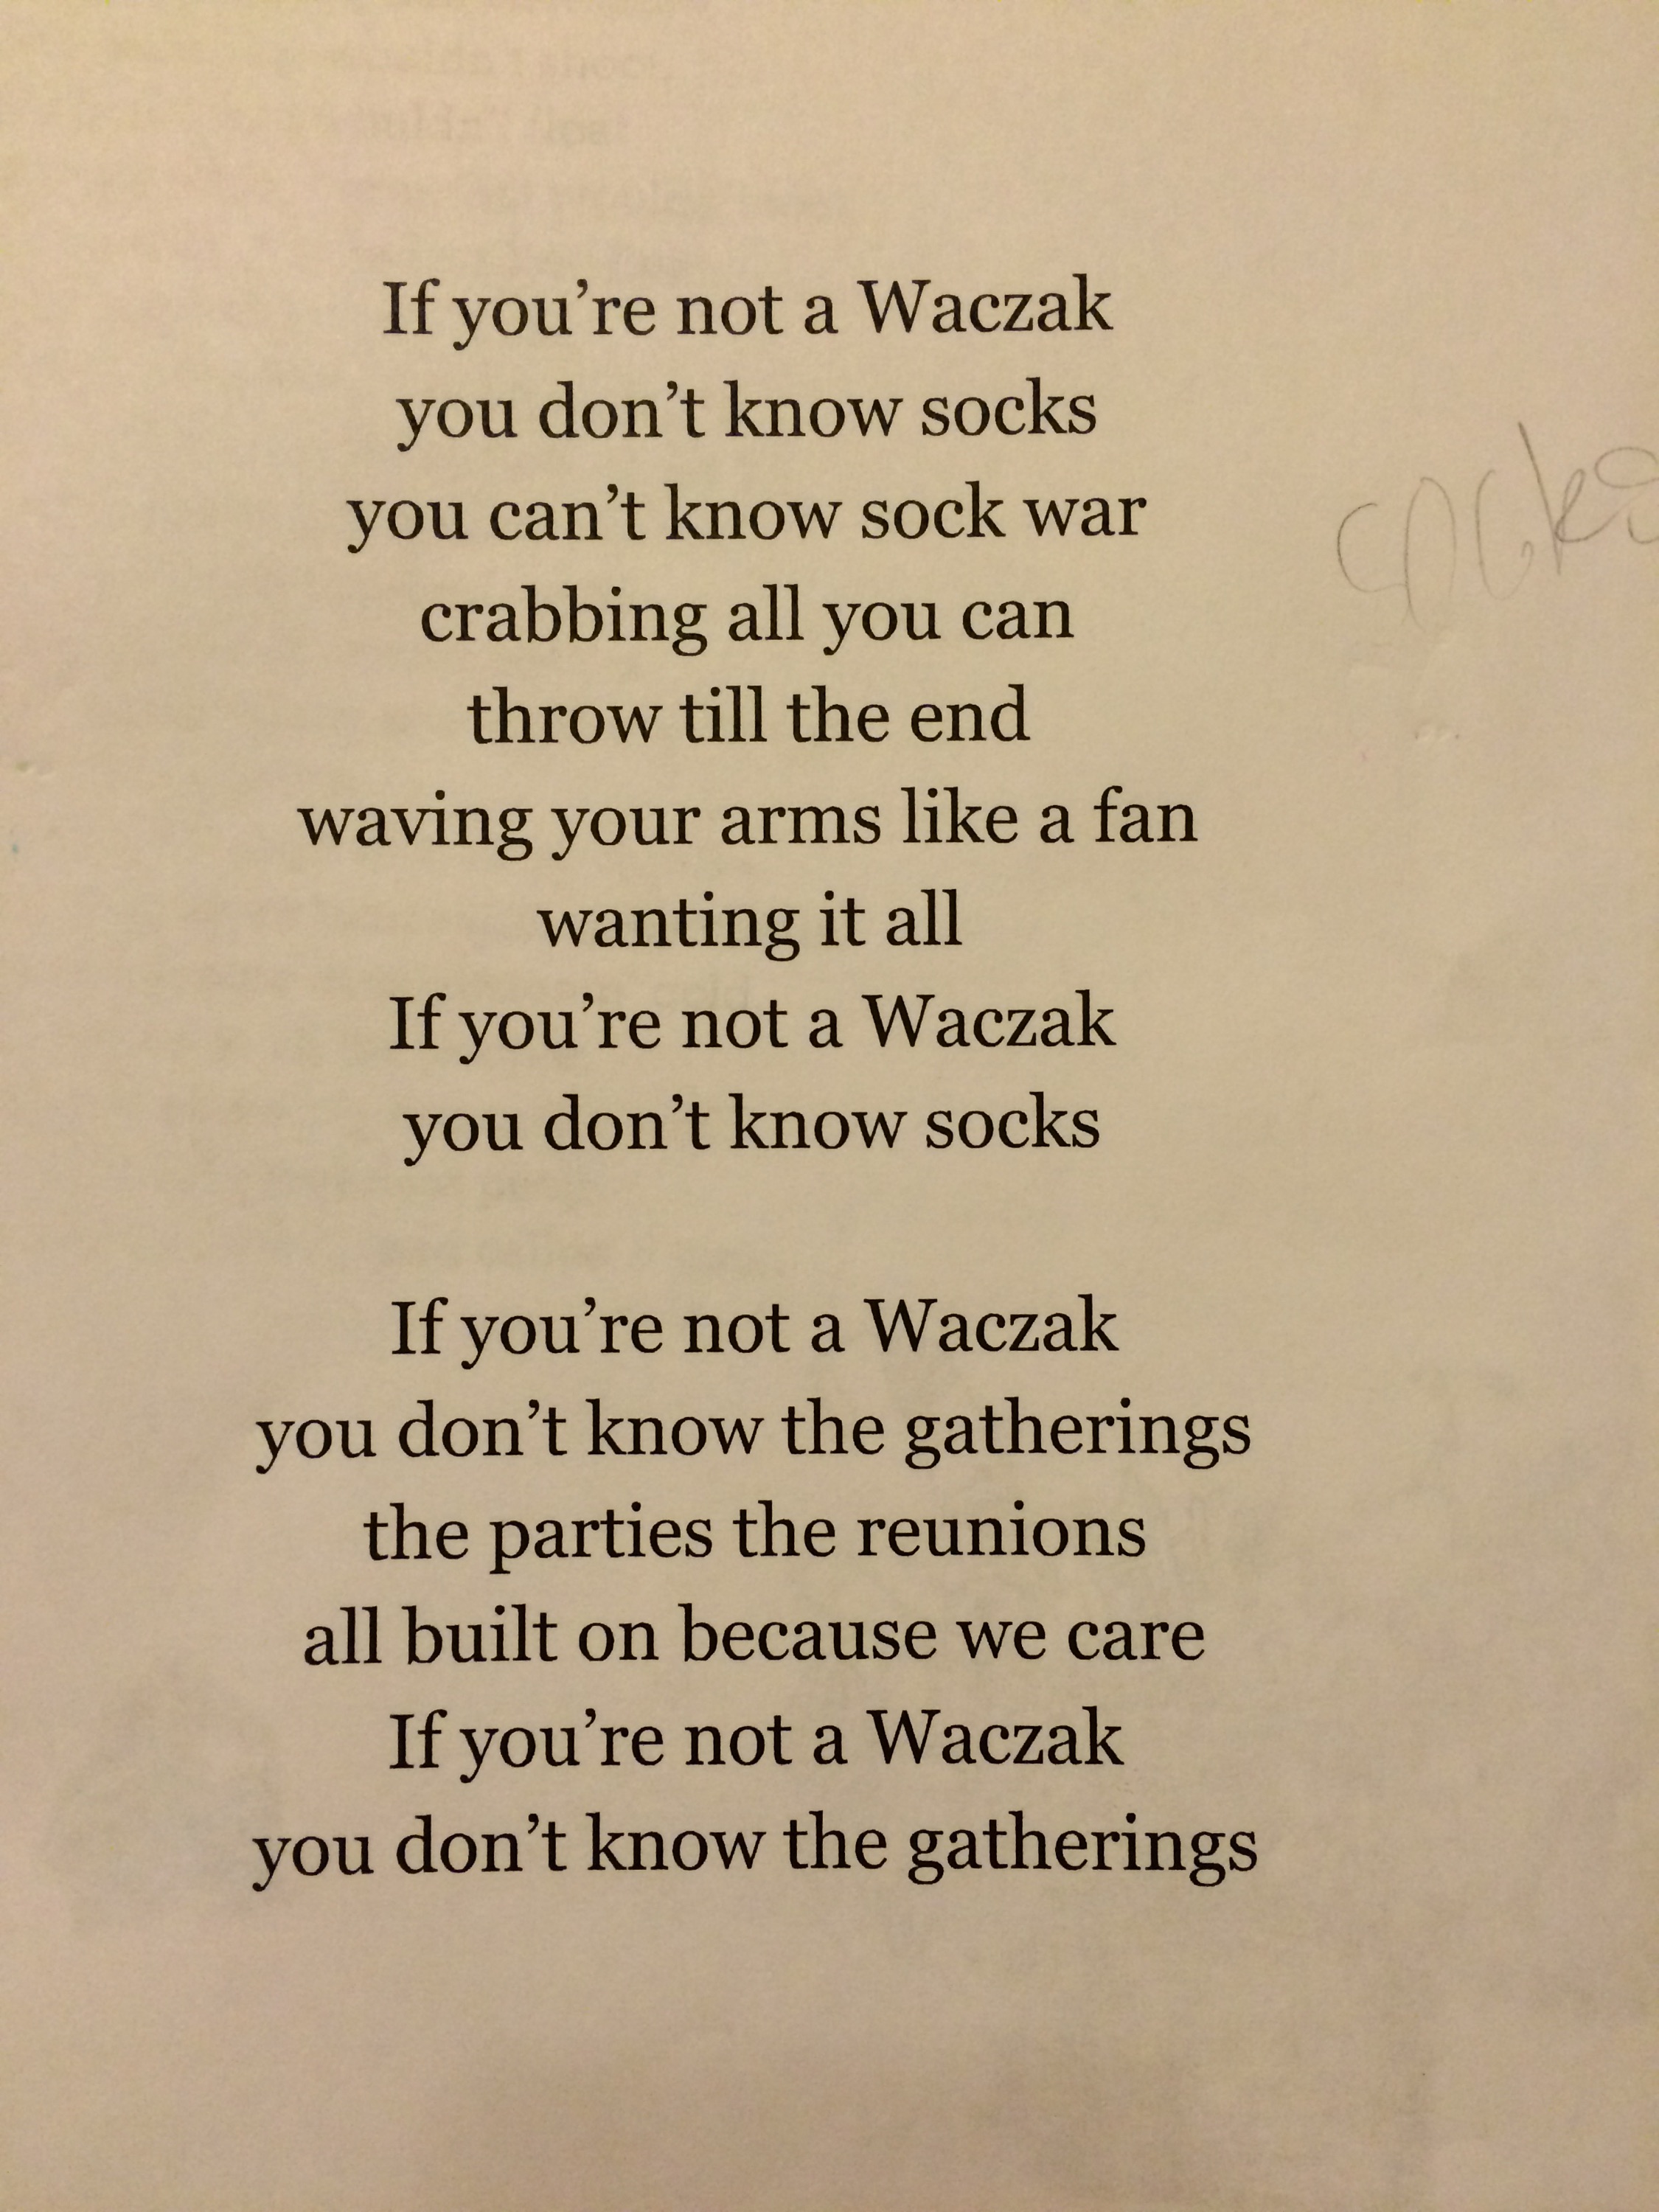 If you're not a Waczak
you don't know socks
you can't know sock war
crabbing all you can
throw till the end
waving your arms like a fan
wanting it all
If you're not a Waczak
you don't know socks
If you're not a Waczak
you don't know the gatherings
the parties the reunions
all built on because we care
If you're not a Waczak
you don't know the gatherings